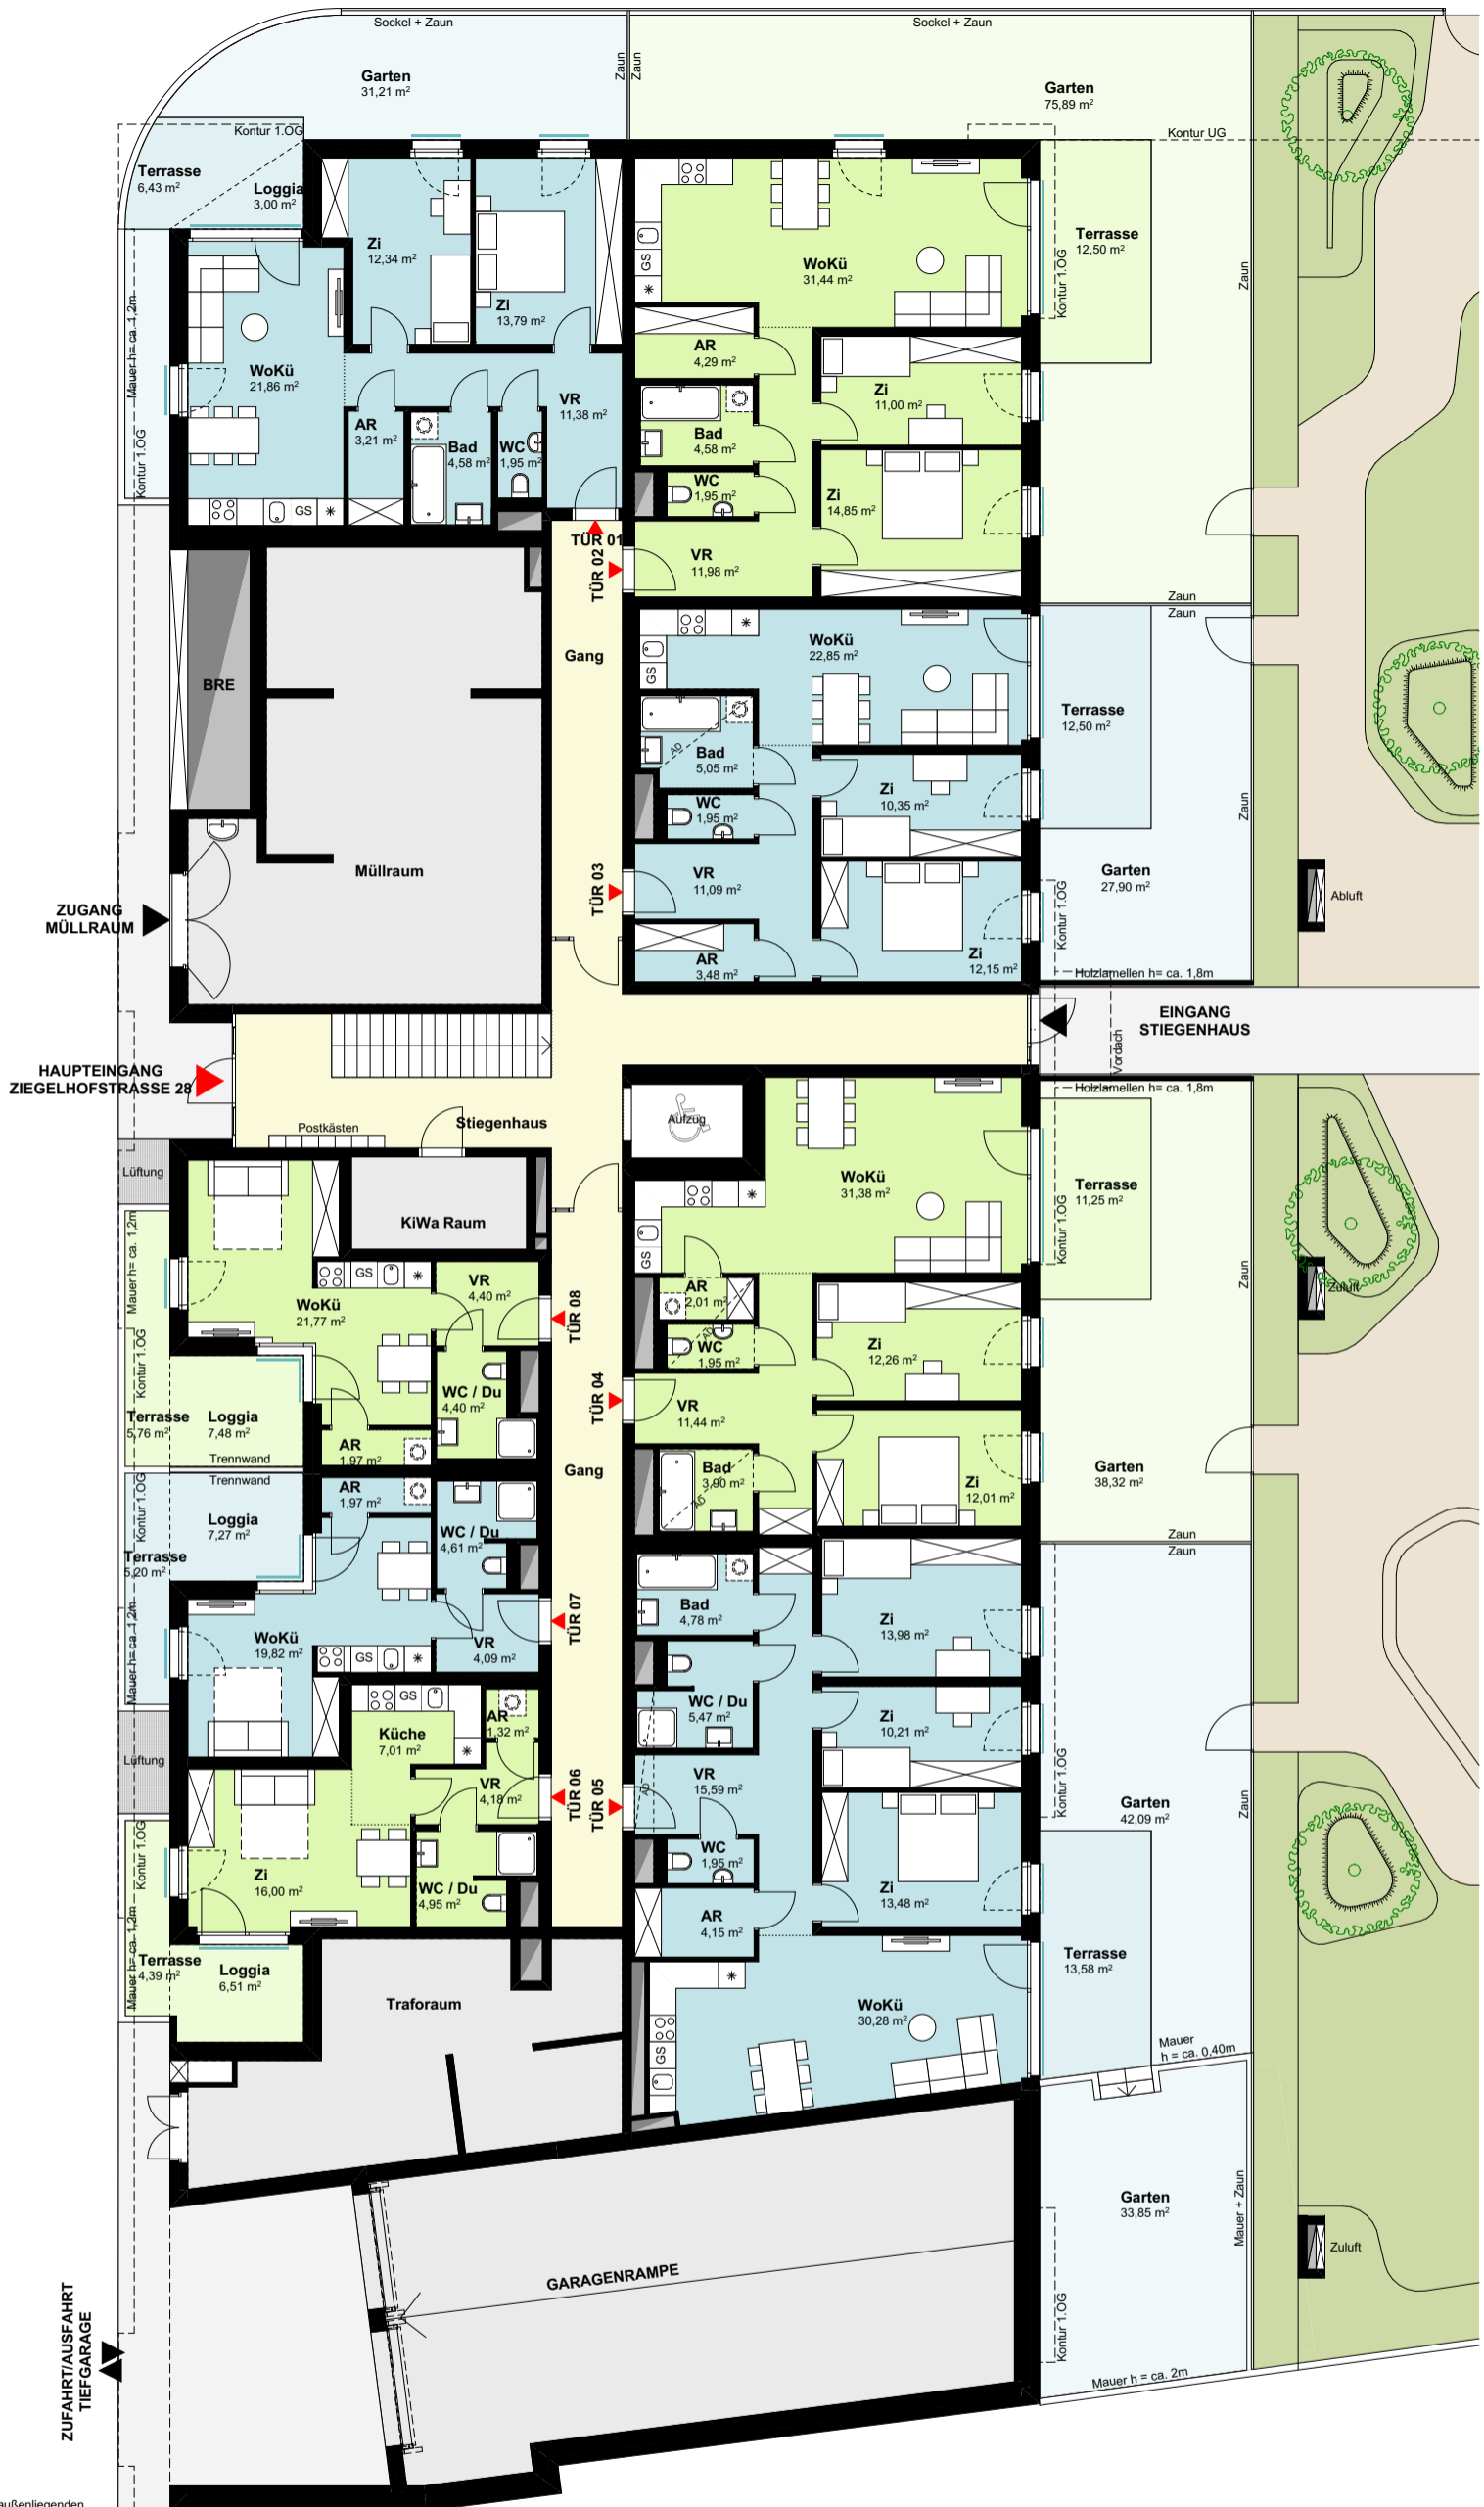 Sockel + Zaun
Sockel + Zaun
Zaun
Zaun
Garten
31,21 m²
Garten
75,89 m²
Kontur 1.OG
Kontur UG
Terrasse
6,43 m²
Loggia
3,00 m²
Zi
12,34 m²
Zi
13,79 m²
WoKü
31,44 m²
GS
Terrasse
12,50 m²
Kontur 1.OG
Zaun
Mauer h= ca. 1,2m
Kontur 1.OG
WoKü
21,86 m²
AR
3,21 m²
Bad
4,58 m²
WC
1,95 m²
VR
11,38 m²
GS
AR
4,29 m²
Bad
4,58 m²
WC
1,95 m²
Zi
11,00 m²
Zi
14,85 m²
VR
11,98 m²
TÜR 01
TÜR 02
Zaun
Zaun
Gang
BRE
WoKü
22,85 m²
GS
Terrasse
12,50 m²
Bad
5,05 m²
AD
WC
1,95 m²
Zi
10,35 m²
Zaun
Müllraum
TÜR 03
VR
11,09 m²
Garten
27,90 m²
Kontur 1.OG
Abluft
ZUGANG
MÜLLRAUM
AR
3,48 m²
Zi
12,15 m²
Holzlamellen h= ca. 1,8m
EINGANG
STIEGENHAUS
Vordach
HAUPTEINGANG
ZIEGELHOFSTRASSE 28
Holzlamellen h= ca. 1,8m
Postkästen
Stiegenhaus
Aufzug
Lüftung
KiWa Raum
WoKü
31,38 m²
GS
Terrasse
11,25 m²
Kontur 1.OG
Zaun
Zuluft
Mauer h= ca. 1,2m
Kontur 1.OG
WoKü
21,77 m²
GS
VR
4,40 m²
TÜR 08
AR
2,01 m²
WC
1,95 m²
AD
Zi
12,26 m²
WC / Du
4,40 m²
TÜR 04
VR
11,44 m²
Terrasse
5,76 m²
Loggia
7,48 m²
Trennwand
AR
1,97 m²
Gang
Bad
3,90 m²
AD
Zi
12,01 m²
Garten
38,32 m²
Trennwand
Kontur 1.OG
AR
1,97 m²
Loggia
7,27 m²
WC / Du
4,61 m²
Terrasse
5,20 m²
Zaun
Zaun
Bad
4,78 m²
Zi
13,98 m²
Mauer h= ca. 1,2m
WoKü
19,82 m²
GS
VR
4,09 m²
TÜR 07
WC / Du
5,47 m²
Zi
10,21 m²
Lüftung
Küche
7,01 m²
GS
AR
1,32 m²
VR
4,18 m²
TÜR 06
TÜR 05
VR
15,59 m²
AD
Kontur 1.OG
Garten
42,09 m²
Zaun
Kontur 1.OG
Mauer h= ca. 1,2m
Zi
16,00 m²
WC / Du
4,95 m²
WC
1,95 m²
Zi
13,48 m²
AR
4,15 m²
Terrasse
4,39 m²
Loggia
6,51 m²
Traforaum
WoKü
30,28 m²
GS
Terrasse
13,58 m²
Mauer
h = ca. 0,40m
Garten
33,85 m²
Mauer + Zaun
Zuluft
GARAGENRAMPE
ZUFAHRT/AUSFAHRT
TIEFGARAGE
Kontur 1.OG
Mauer h = ca. 2m
außenliegenden